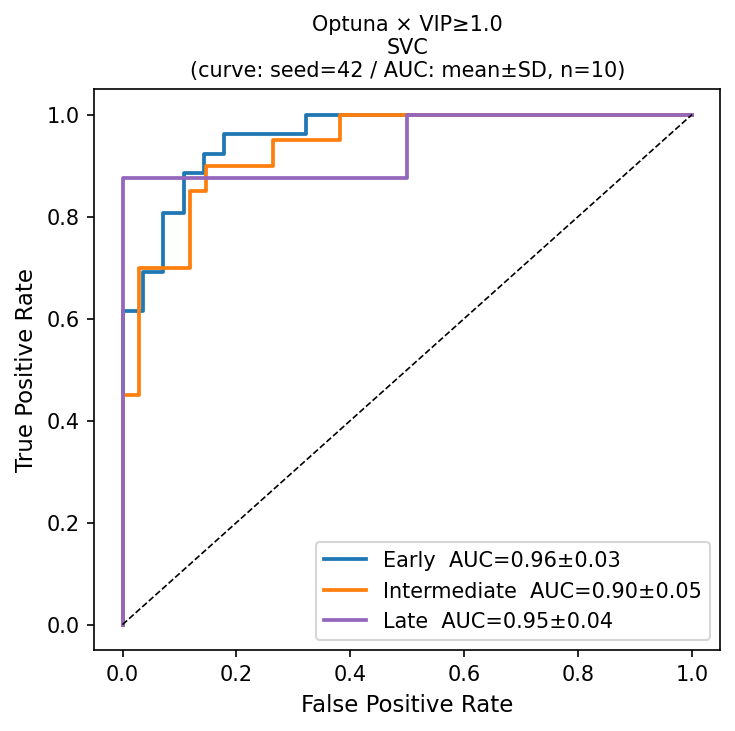 Optuna × VIP≥1.0
SVC
(curve: seed=42 / AUC: mean±SD, n=10)
True Positive Rate
1.0
0.8
0.6
0.4
0.2
0.0
Early AUC=0.96±0.03
Intermediate AUC=0.90±0.05
Late AUC=0.95±0.04
0.0 0.2 0.4 0.6 0.8 1.0
False Positive Rate